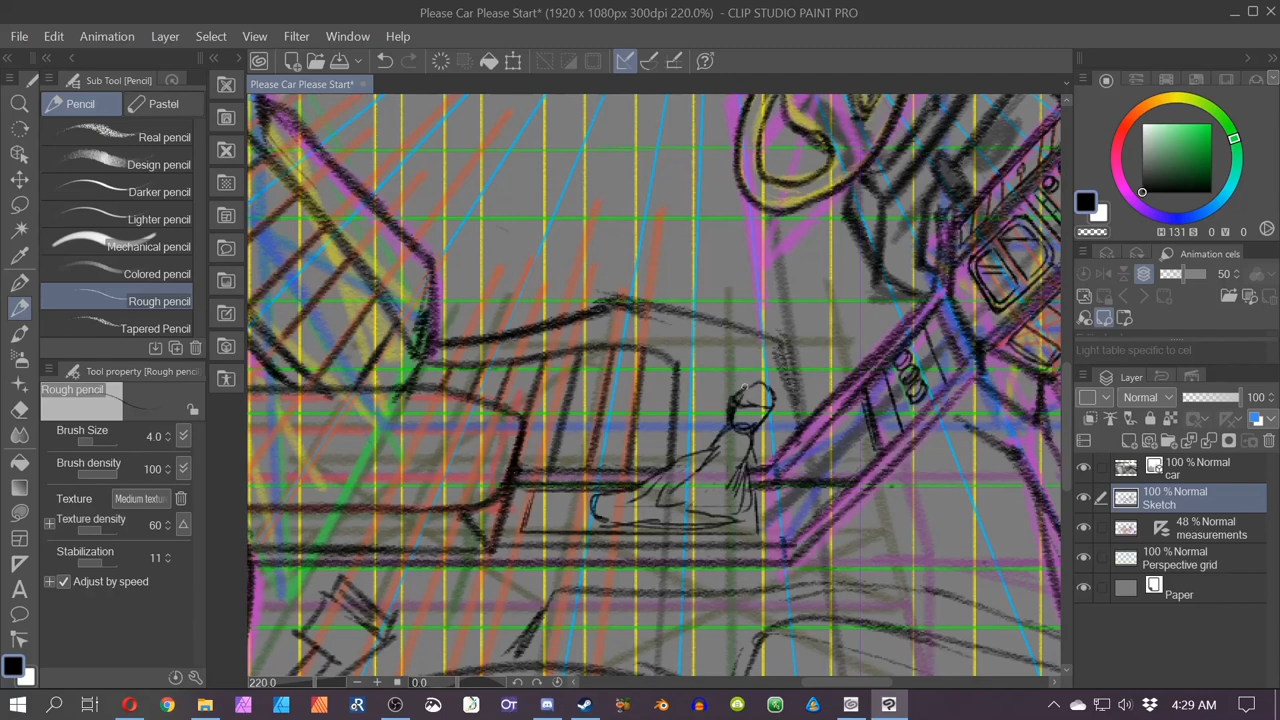 Please Car Please Start* (1920 x 1080px 300dpi 220.0%) - CLIP STUDIO PAINT PRO
File Edit Animation Layer Select View Filter Window Help
Sub Tool [Pencil]
Please Car Please Start*
Pencil Pastel
Real pencil
Design pencil
Darker pencil
Lighter pencil
Mechanical pencil
Colored pencil
Rough pencil
Tapered Pencil
Tool property [Rough pencil]
Rough pencil
Brush Size 4.0
Brush density 100
Texture Medium textur
Texture density 60
Stabilization 11
Adjust by speed
220.0 0.0
H 131 S 0 V 0
Animation cels
50
Light table specific to
Layer
Normal 100
100 % Normal
car
100 % Normal
Sketch
48 % Normal
measurements
100 % Normal
Perspective grid
Paper
4:29 AM